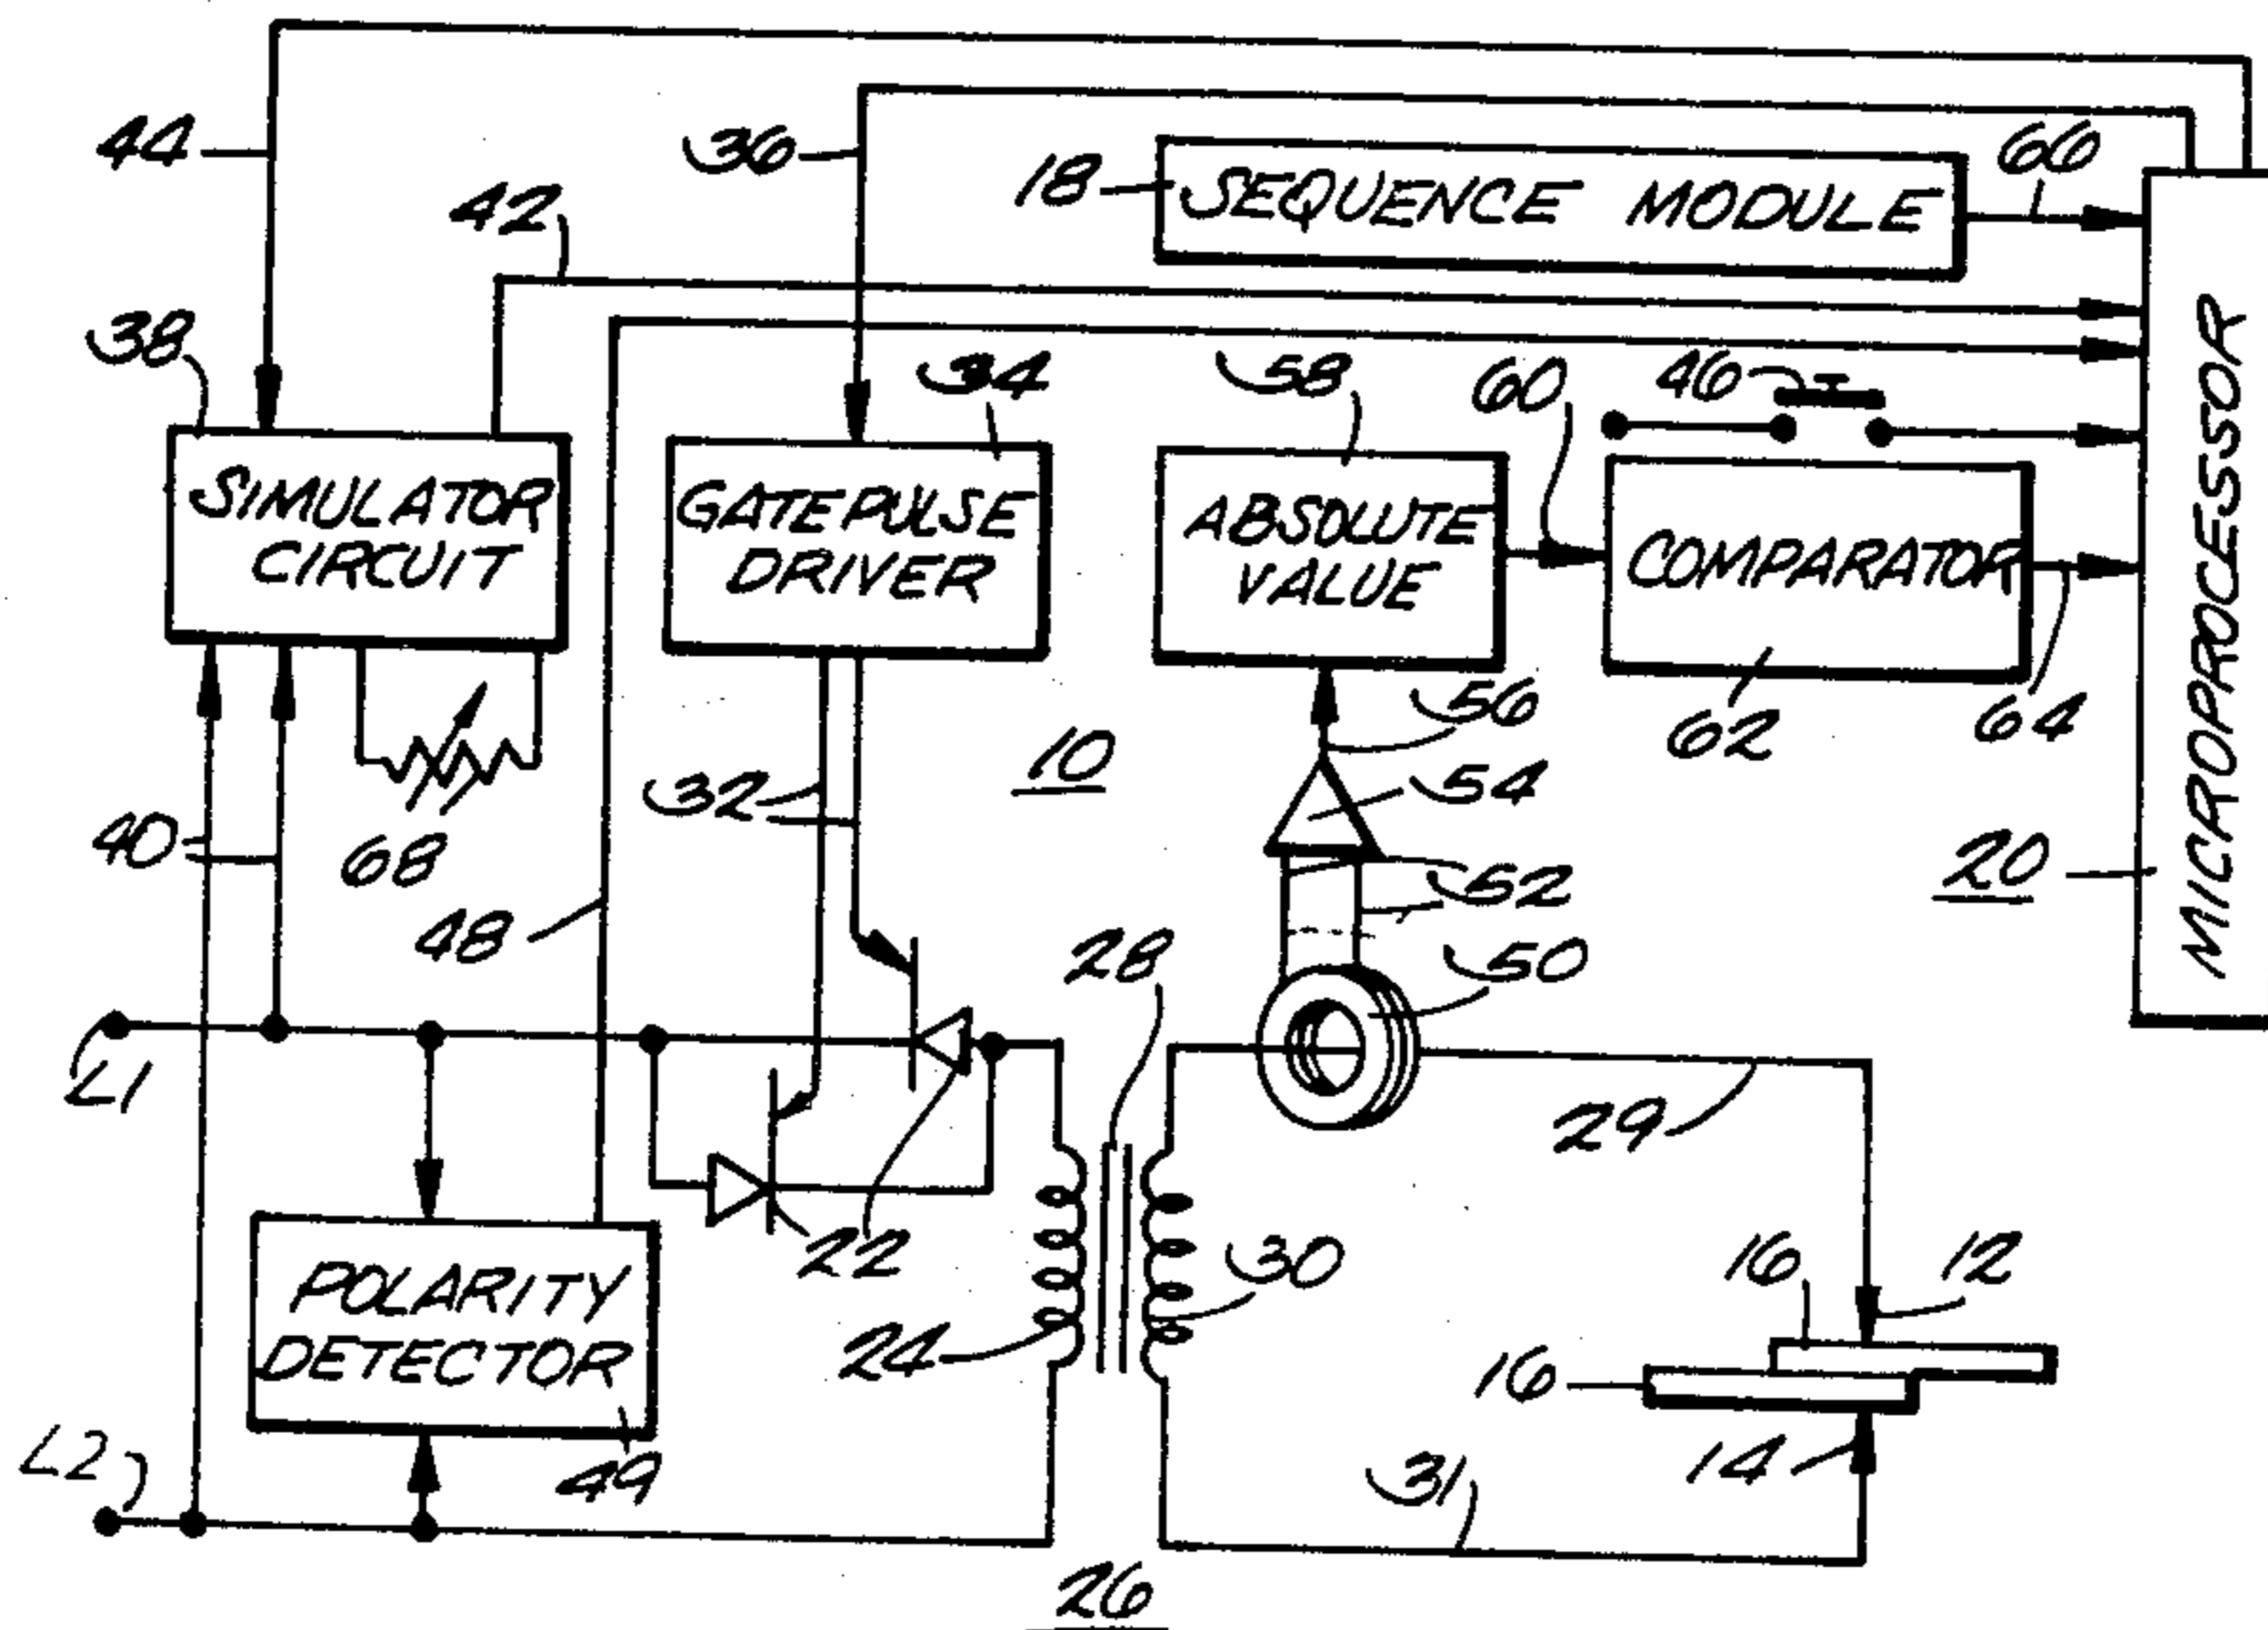 44
36
18
SEQUENCE MODULE
66
42
38
34
58
60
46
SIMULATOR
CIRCUIT
GATE PULSE
DRIVER
ABSOLUTE
VALUE
COMPARATOR
MICROPROCESSOR
56
62
64
10
32
54
40
68
20
52
48
28
50
L1
29
22
30
16
12
POLARITY
DETECTOR
24
16
L2
49
31
14
26